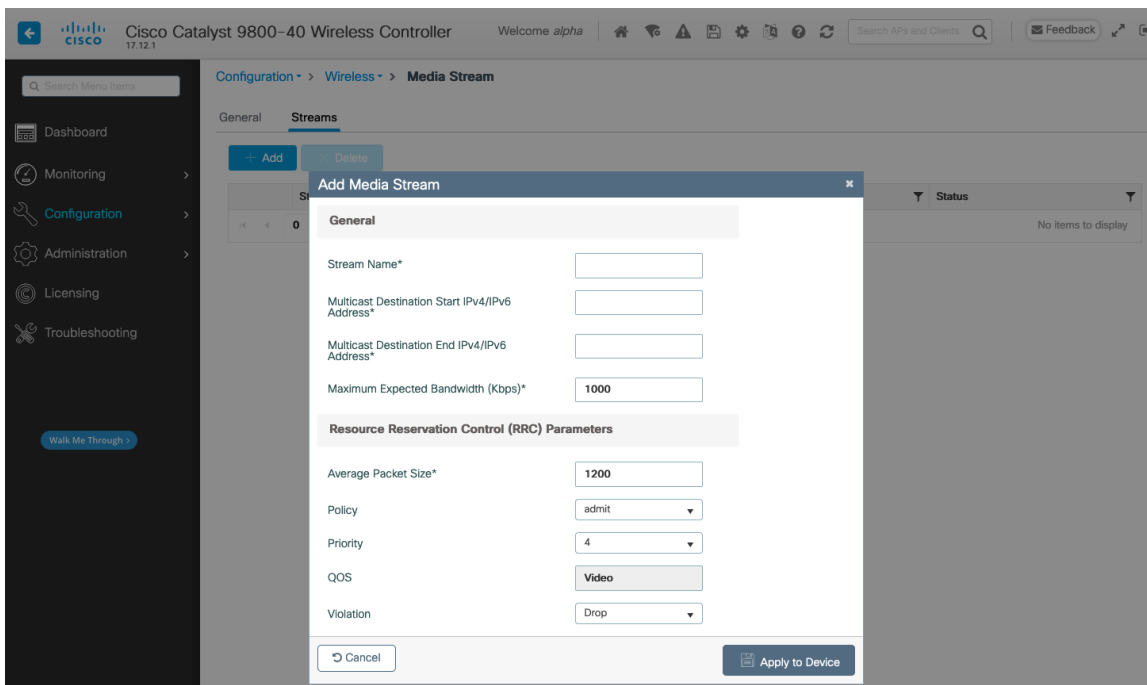 CISCO
Cisco Catalyst 9800-40 Wireless Controller
17.12.1
Welcome alpha
Search APs and Clients
Feedback
Search Menu Items
Dashboard
Monitoring
Configuration
Administration
Licensing
Troubleshooting
Walk Me Through >
Configuration > Wireless > Media Stream
General Streams
+ Add × Delete
Status
0
No items to display
Add Media Stream
General
Stream Name*
Multicast Destination Start IPv4/IPv6
Address*
Multicast Destination End IPv4/IPv6
Address*
Maximum Expected Bandwidth (Kbps)* 1000
Resource Reservation Control (RRC) Parameters
Average Packet Size* 1200
Policy admit
Priority 4
QOS Video
Violation Drop
Cancel
Apply to Device